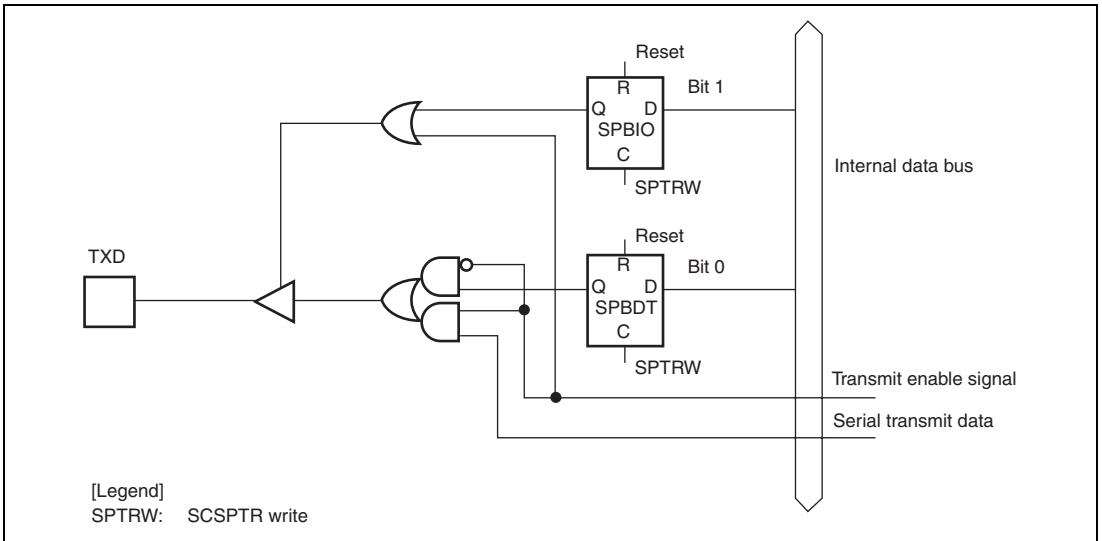 Reset
R
Bit 1
Q D
SPBIO
C
SPTRW
Internal data bus
Reset
TXD
R
Bit 0
Q D
SPBDT
C
SPTRW
Transmit enable signal
Serial transmit data
[Legend]
SPTRW: SCSPTR write